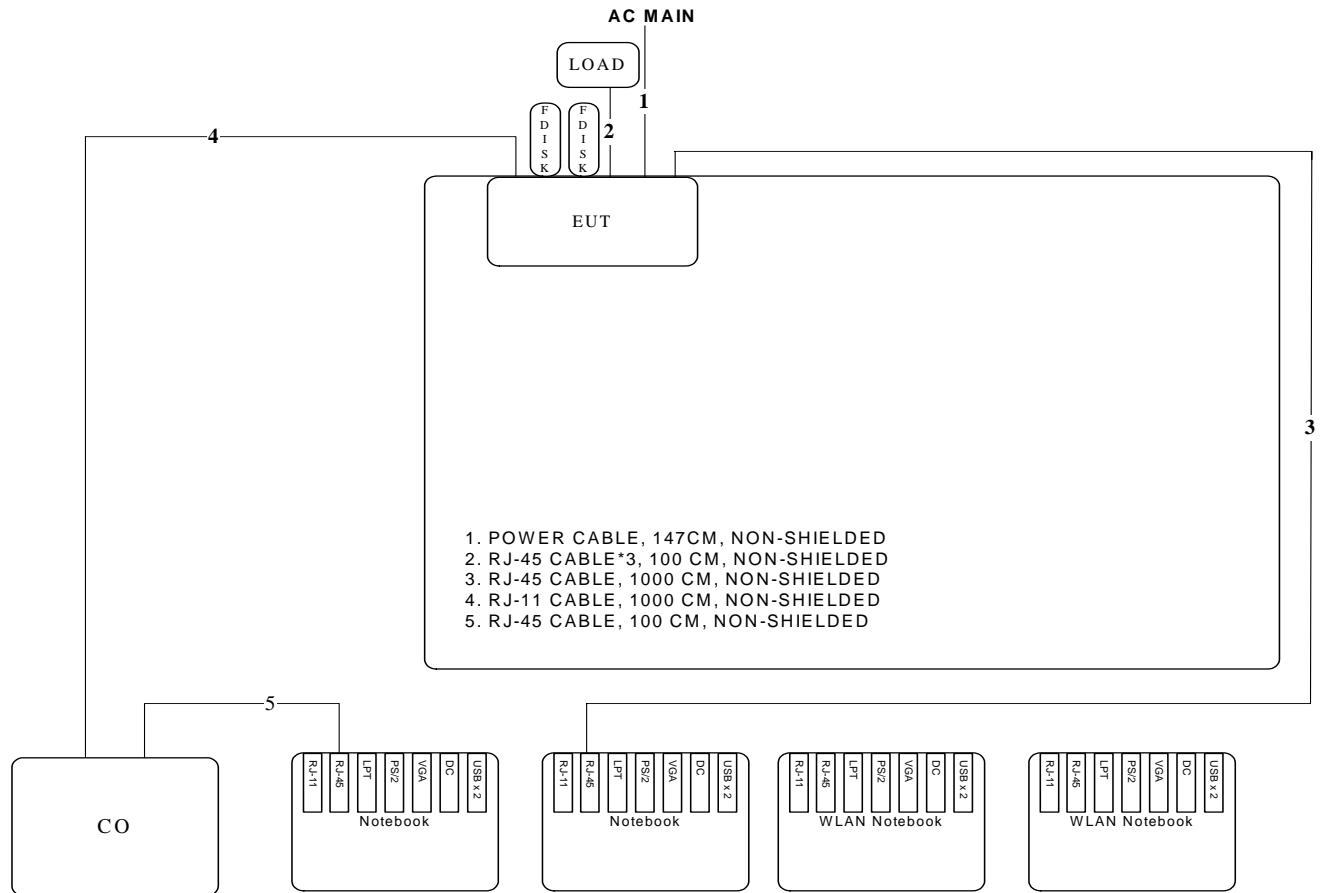 AC MAIN
LOAD
1
F DISK
F DISK
2
4
EUT
3
1. POWER CABLE, 147CM, NON-SHIELDED
2. RJ-45 CABLE*3, 100 CM, NON-SHIELDED
3. RJ-45 CABLE, 1000 CM, NON-SHIELDED
4. RJ-11 CABLE, 1000 CM, NON-SHIELDED
5. RJ-45 CABLE, 100 CM, NON-SHIELDED
5
CO
RJ-11
RJ-45
LPT
PS/2
VGA
DC
USB x 2
Notebook
RJ-11
RJ-45
LPT
PS/2
VGA
DC
USB x 2
Notebook
RJ-11
RJ-45
LPT
PS/2
VGA
DC
USB x 2
WLAN Notebook
RJ-11
RJ-45
LPT
PS/2
VGA
DC
USB x 2
WLAN Notebook